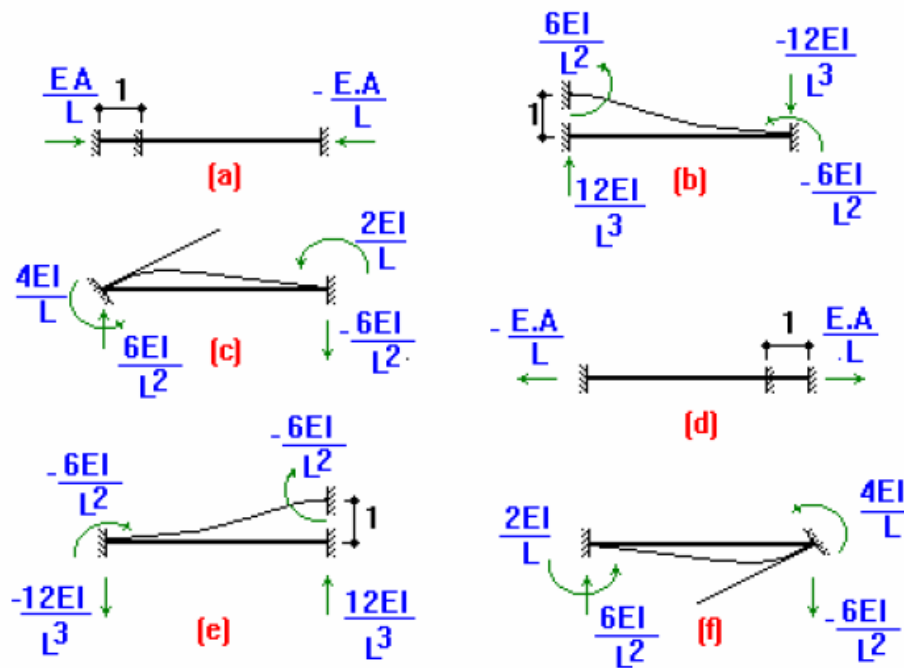 EA
L
1
-E.A
L
(a)
6EI
L²
1
12EI
L³
-12EI
L³
-6EI
L²
(b)
4EI
L
6EI
L²
2EI
L
-6EI
L²
(c)
-E.A
L
1
E.A
L
(d)
-6EI
L²
-12EI
L³
-6EI
L²
1
12EI
L³
(e)
2EI
L
6EI
L²
4EI
L
-6EI
L²
(f)